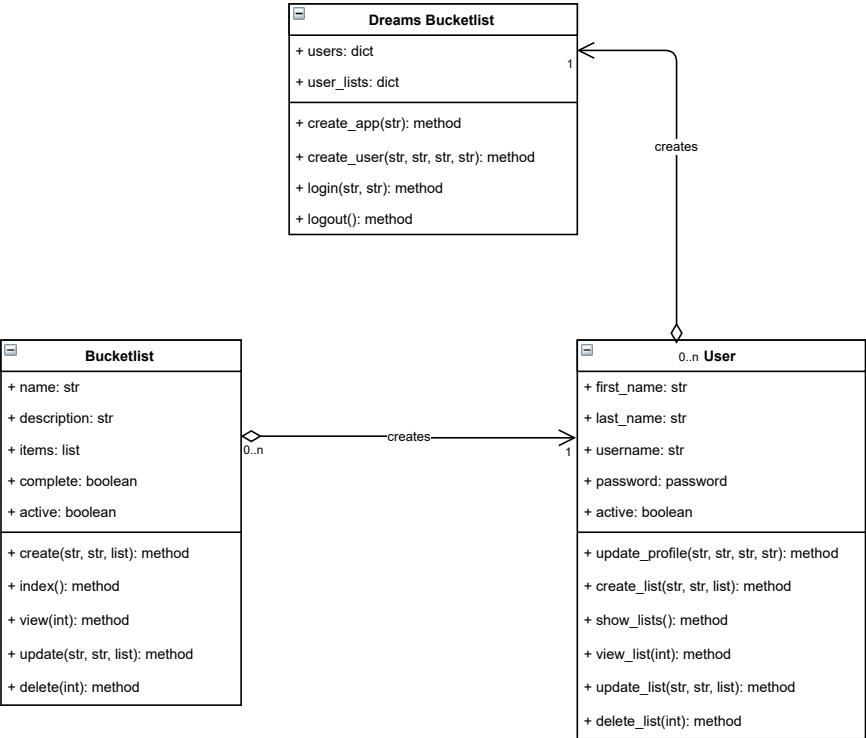 Dreams Bucketlist
+ users: dict
+ user_lists: dict
+ create_app(str): method
+ create_user(str, str, str, str): method
+ login(str, str): method
+ logout(): method
1
creates
Bucketlist
+ name: str
+ description: str
+ items: list
+ complete: boolean
+ active: boolean
+ create(str, str, list): method
+ index(): method
+ view(int): method
+ update(str, str, list): method
+ delete(int): method
0..n
creates
1
0..n User
+ first_name: str
+ last_name: str
+ username: str
+ password: password
+ active: boolean
+ update_profile(str, str, str, str): method
+ create_list(str, str, list): method
+ show_lists(): method
+ view_list(int): method
+ update_list(str, str, list): method
+ delete_list(int): method